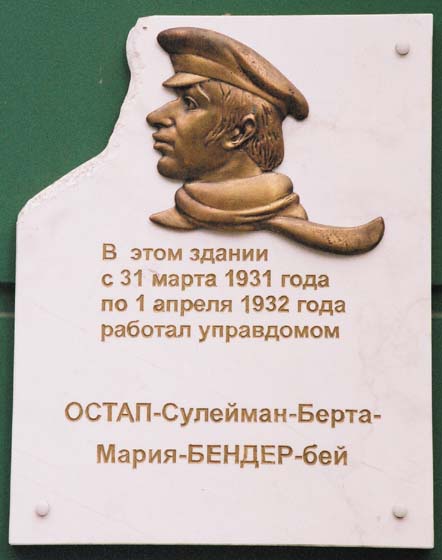 В этом здании
с 31 марта 1931 года
по 1 апреля 1932 года
работал управдомом
ОСТАП-Сулейман-Берта-
Мария-БЕНДЕР-бей